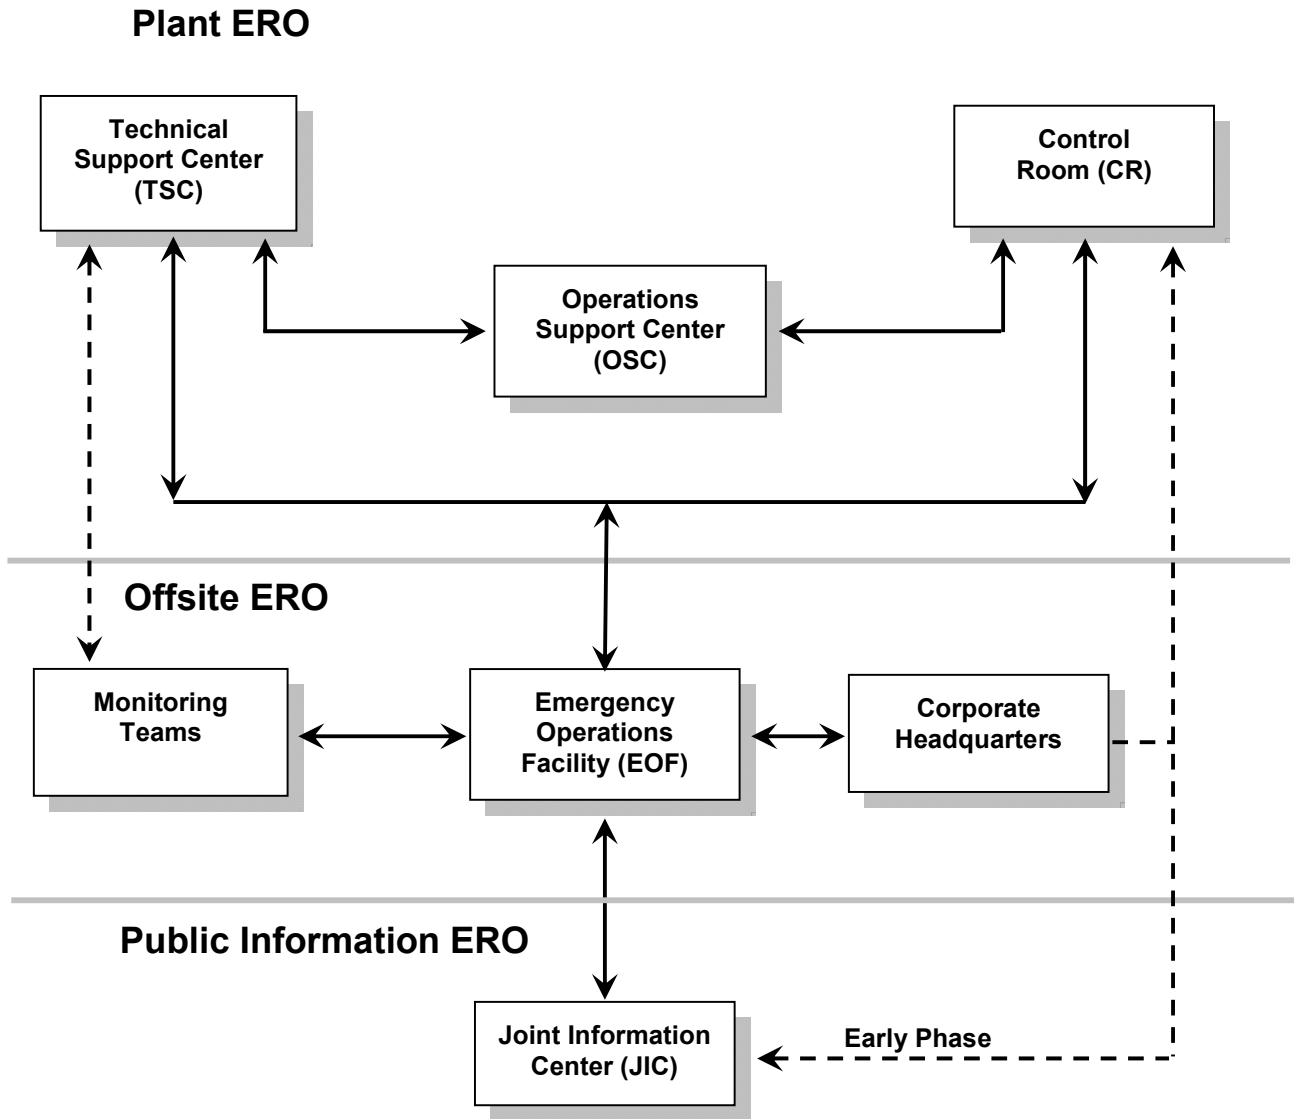 Plant ERO
Technical
Support Center
(TSC)
Control
Room (CR)
Operations
Support Center
(OSC)
Offsite ERO
Monitoring
Teams
Emergency
Operations
Facility (EOF)
Corporate
Headquarters
Public Information ERO
Joint Information
Center (JIC)
Early Phase